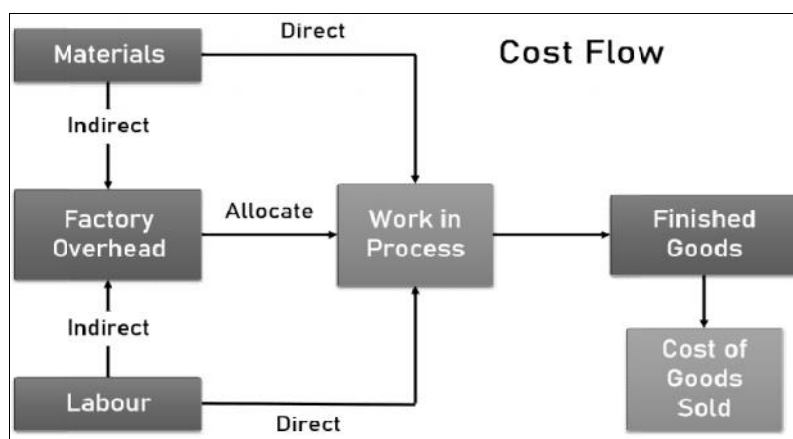 Direct
Materials
Cost Flow
Indirect
Factory
Overhead
Allocate
Work in
Process
Finished
Goods
Indirect
Labour
Direct
Cost of
Goods
Sold